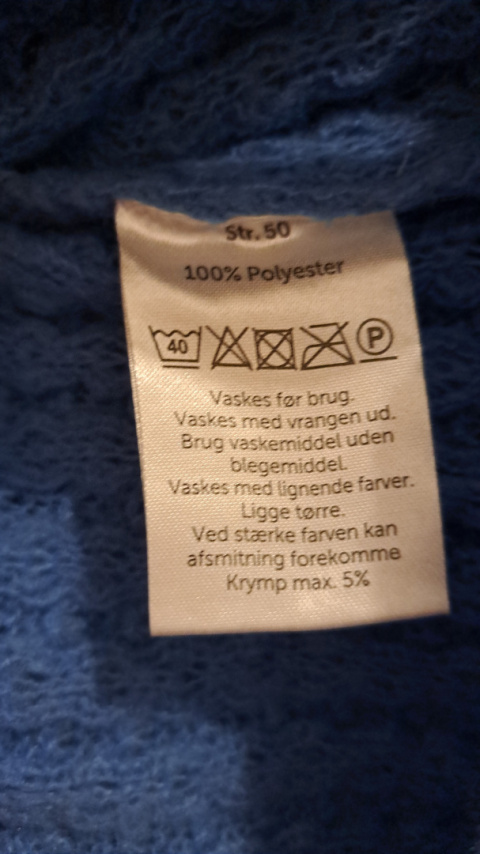 Str. 50
100% Polyester
40 P
Vaskes før brug.
Vaskes med vrangen ud.
Brug vaskemiddel uden
blegemiddel.
Vaskes med lignende farver.
Ligge tørre.
Ved stærke farven kan
afsmitning forekomme
Krymp max. 5%